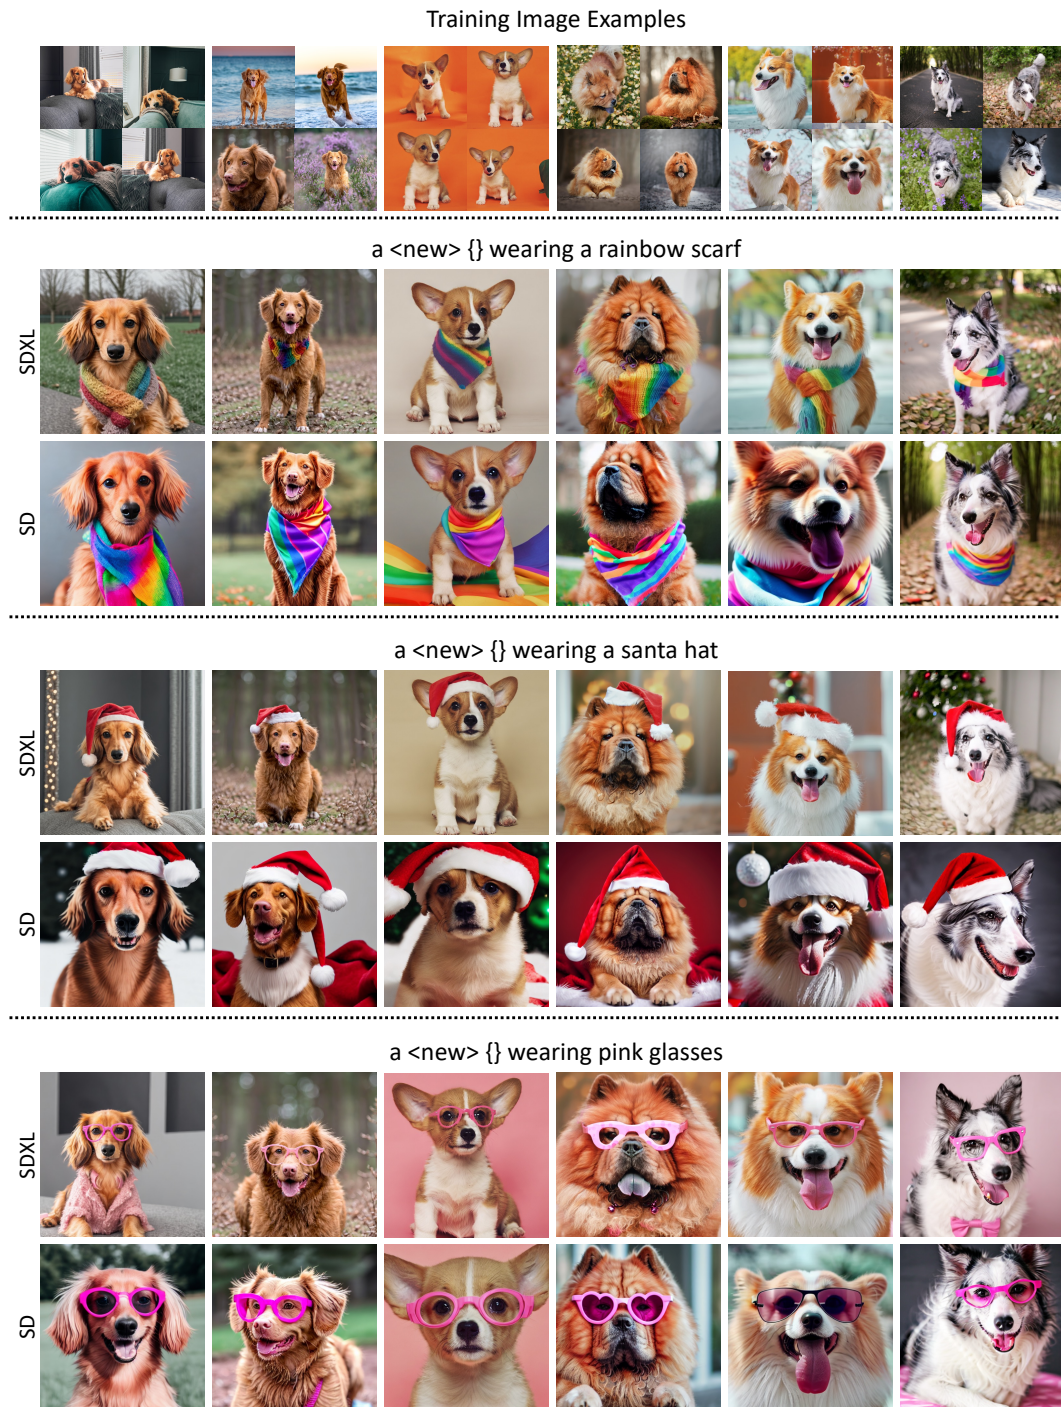 Training Image Examples
a <new> {} wearing a rainbow scarf
SDXL
SD
a <new> {} wearing a santa hat
SDXL
SD
a <new> {} wearing pink glasses
SDXL
SD